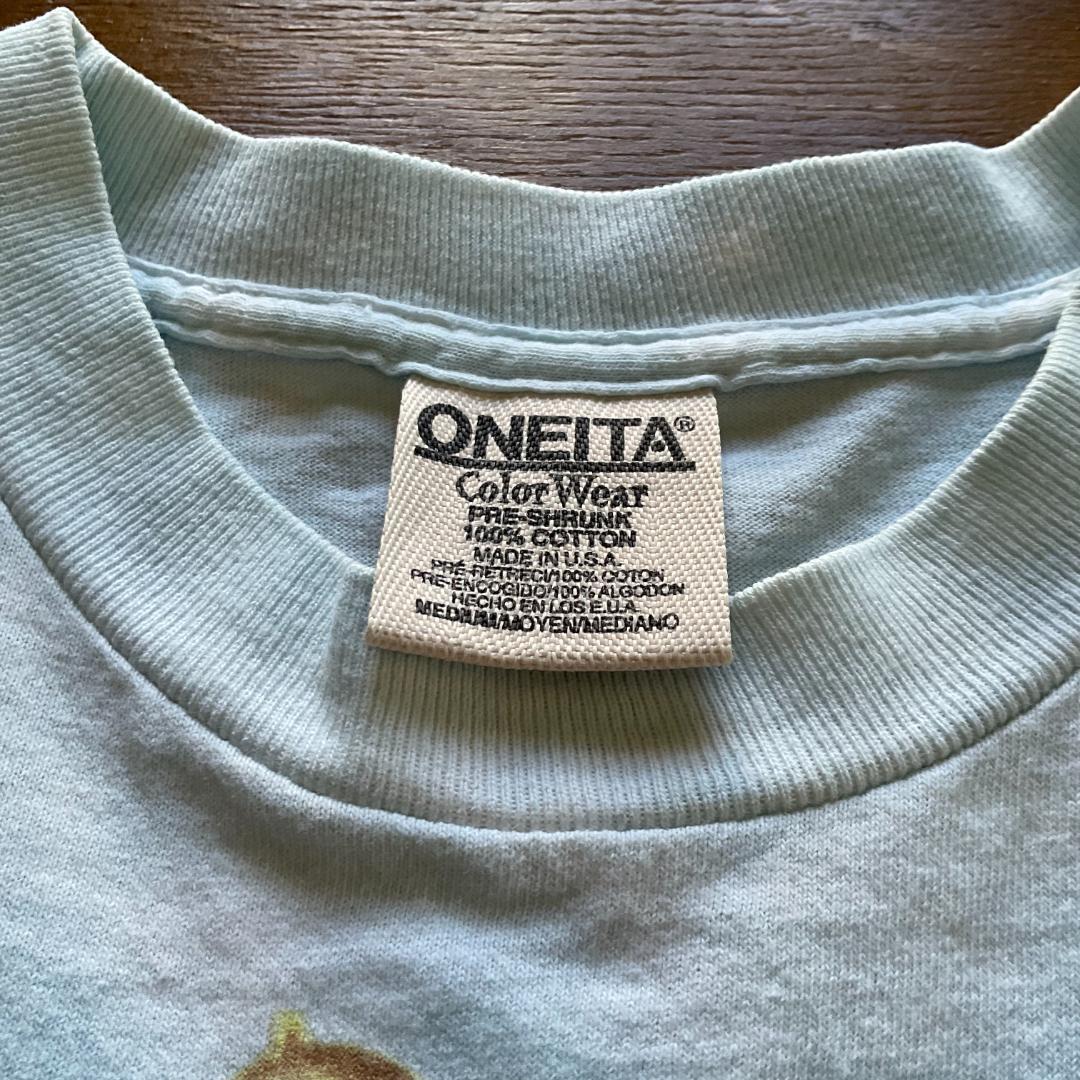 ONEITA®
Color Wear
PRE-SHRUNK
100% COTTON
MADE IN U.S.A.
PRÉ-RETRECI/100% COTON
PRE-ENCOGIDO/100% ALGODON
HECHO EN LOS E.U.A.
MEDIUM/MOYEN/MEDIANO